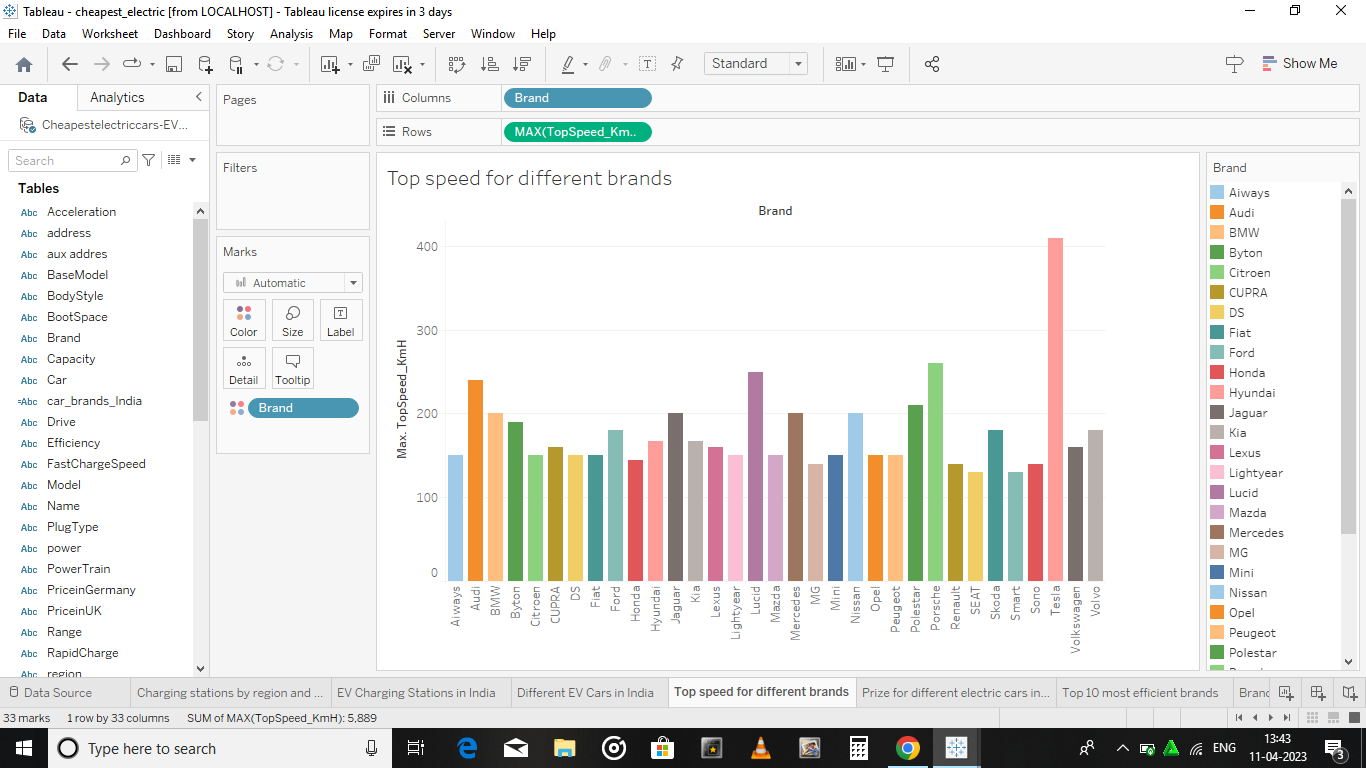 Tableau - cheapest_electric [from LOCALHOST] - Tableau license expires in 3 days
File Data Worksheet Dashboard Story Analysis Map Format Server Window Help
Standard
Show Me
Data Analytics
Cheapestelectriccars-EV...
Search
Tables
Abc Acceleration
Abc address
Abc aux addres
Abc BaseModel
Abc BodyStyle
Abc BootSpace
Abc Brand
Abc Capacity
Abc Car
=Abc car_brands_India
Abc Drive
Abc Efficiency
Abc FastChargeSpeed
Abc Model
Abc Name
Abc PlugType
Abc power
Abc PowerTrain
Abc PriceinGermany
Abc PriceinUK
Abc Range
Abc RapidCharge
Abc region
Pages
Filters
Marks
Automatic
Color Size Label
Detail Tooltip
Brand
Columns Brand
Rows MAX(TopSpeed_Km..
Top speed for different brands
Brand
Max. TopSpeed_KmH
400
300
200
100
0
Aiways
Audi
BMW
Byton
Citroen
CUPRA
DS
Fiat
Ford
Honda
Hyundai
Jaguar
Kia
Lexus
Lightyear
Lucid
Mazda
Mercedes
MG
Mini
Nissan
Opel
Peugeot
Polestar
Porsche
Renault
SEAT
Skoda
Smart
Sono
Tesla
Volkswagen
Volvo
Brand
Aiways
Audi
BMW
Byton
Citroen
CUPRA
DS
Fiat
Ford
Honda
Hyundai
Jaguar
Kia
Lexus
Lightyear
Lucid
Mazda
Mercedes
MG
Mini
Nissan
Opel
Peugeot
Polestar
Data Source Charging stations by region and ... EV Charging Stations in India Different EV Cars in India Top speed for different brands Prize for different electric cars in... Top 10 most efficient brands Brand
33 marks 1 row by 33 columns SUM of MAX(TopSpeed_KmH): 5,889
Type here to search
ENG
13:43
11-04-2023
3